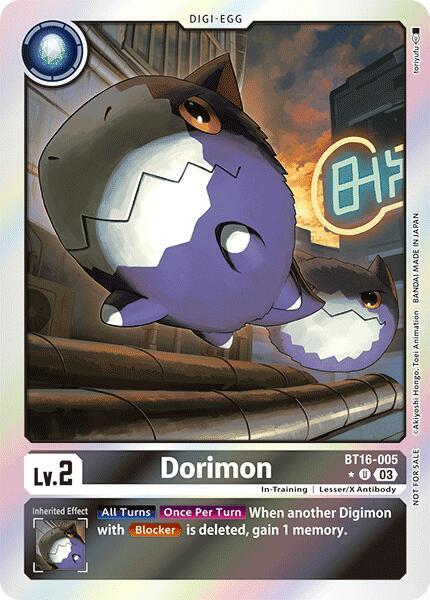 DIGI-EGG
toriyufu
©Akiyoshi Hongo, Toei Animation BANDAI MADE IN JAPAN
NOT FOR SALE
Lv.2
Dorimon
BT16-005
U 03
In-Training | Lesser/X Antibody
Inherited Effect
All Turns Once Per Turn When another Digimon
with Blocker is deleted, gain 1 memory.